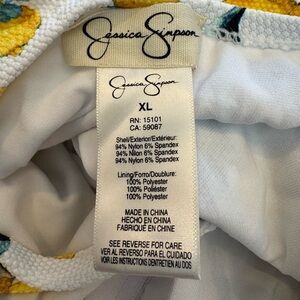 Jessica Simpson
Jessica Simpson
XL
RN: 15101
CA: 59087
Shell/Exterior/Extérieur:
94% Nylon 6% Spandex
94% Nilon 6% Spandex
94% Nylon 6% Spandex
Lining/Forro/Doublure:
100% Polyester
100% Poliéster
100% Polyester
MADE IN CHINA
HECHO EN CHINA
FABRIQUÉ EN CHINE
SEE REVERSE FOR CARE
VER AL REVERSO PARA EL CUIDADO
VOIR LES INSTRUCTIONS D'ENTRETIEN AU DOS